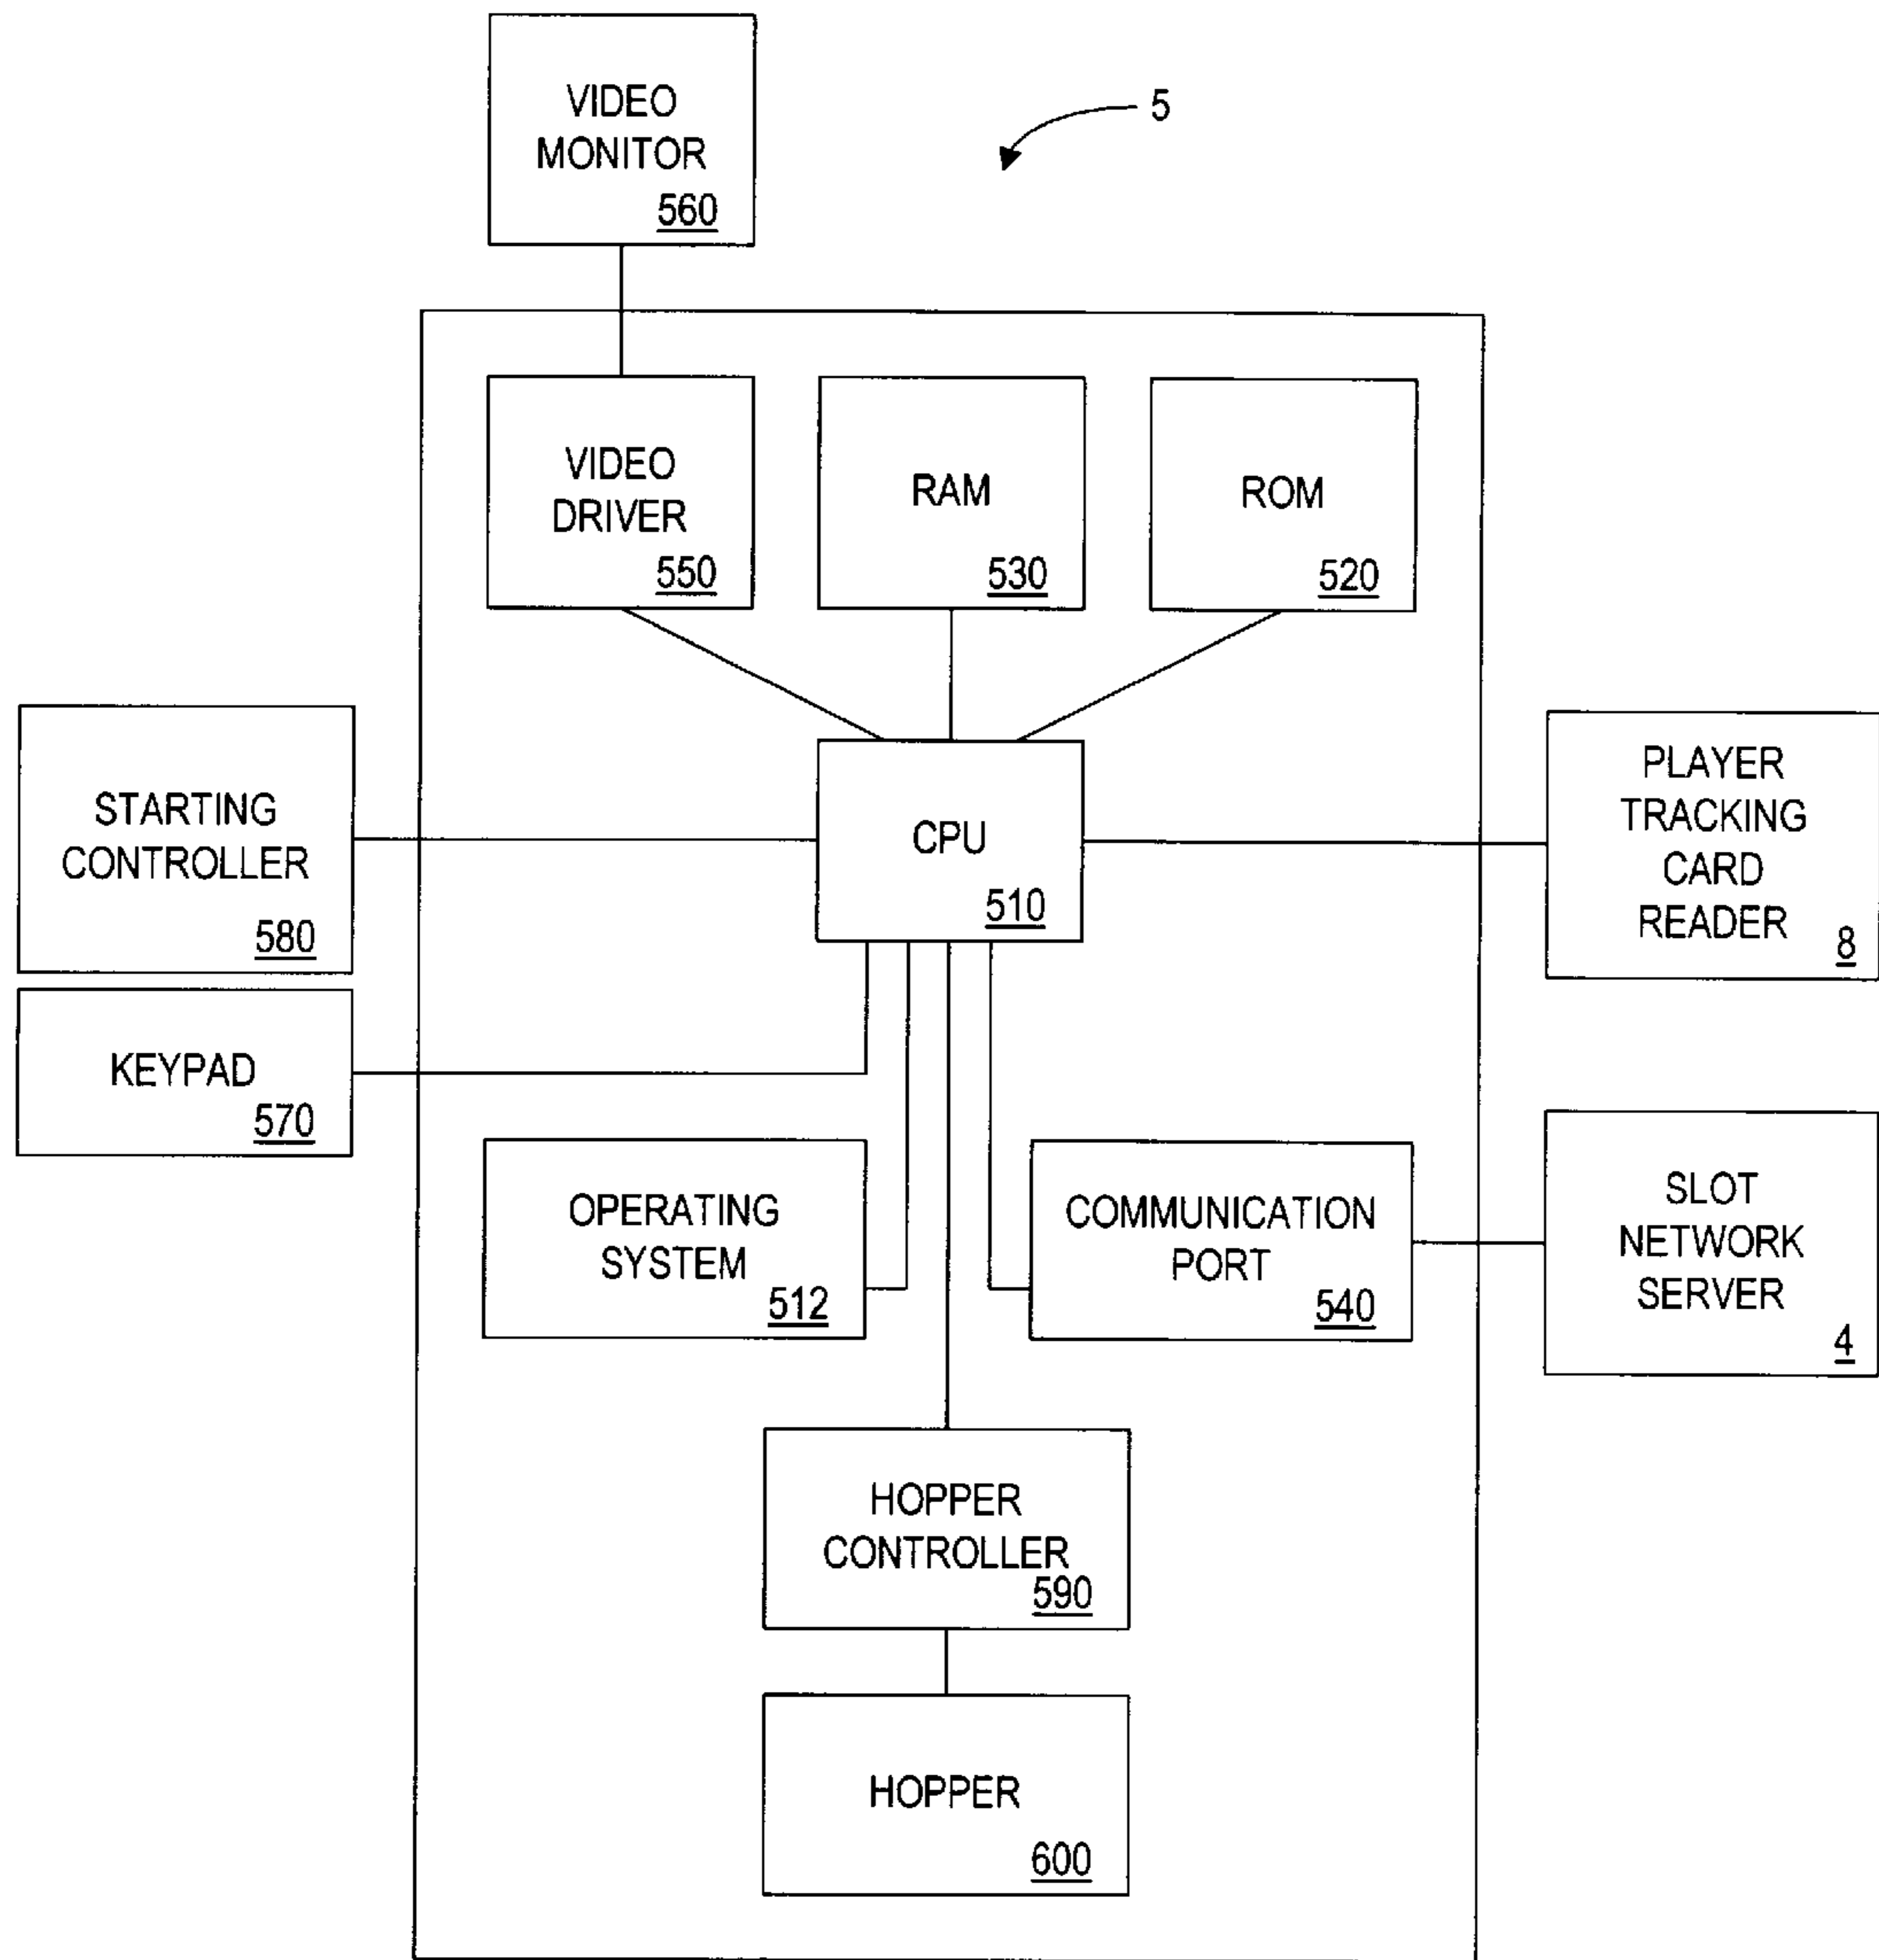 VIDEO
MONITOR
560
5
VIDEO
DRIVER
550
RAM
530
ROM
520
STARTING
CONTROLLER
580
CPU
510
PLAYER
TRACKING
CARD
READER
8
KEYPAD
570
OPERATING
SYSTEM
512
COMMUNICATION
PORT
540
SLOT
NETWORK
SERVER
4
HOPPER
CONTROLLER
590
HOPPER
600